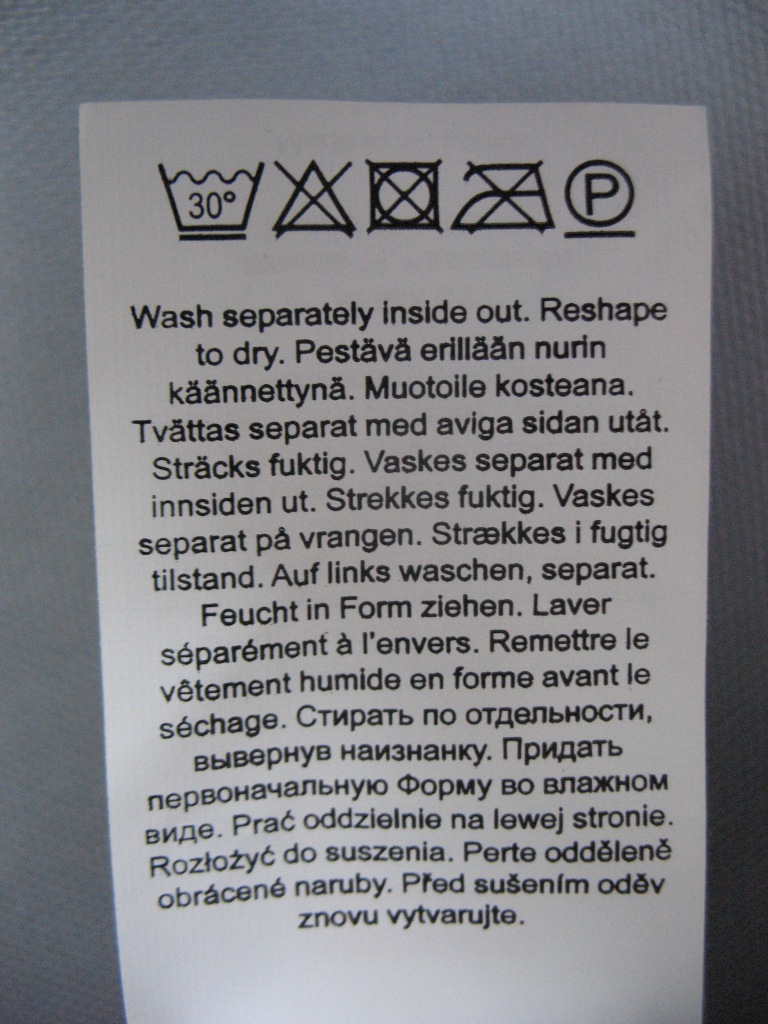 30°
P
Wash separately inside out. Reshape
to dry. Pestävä erillään nurin
käännettynä. Muotoile kosteana.
Tvättas separat med aviga sidan utåt.
Sträcks fuktig. Vaskes separat med
innsiden ut. Strekkes fuktig. Vaskes
separat på vrangen. Strækkes i fugtig
tilstand. Auf links waschen, separat.
Feucht in Form ziehen. Laver
séparément à l'envers. Remettre le
vêtement humide en forme avant le
séchage. Стирать по отдельности,
вывернув наизнанку. Придать
первоначальную Форму во влажном
виде. Prać oddzielnie na lewej stronie.
Rozłożyć do suszenia. Perte odděleně
obrácené naruby. Před sušením oděv
znovu vytvarujte.